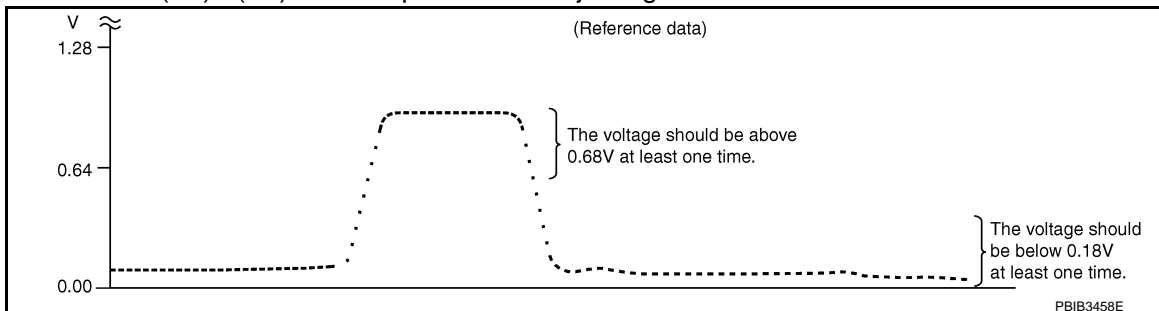 V
(Reference data)
1.28
The voltage should be above
0.68V at least one time.
0.64
The voltage should
be below 0.18V
at least one time.
0.00
PBIB3458E